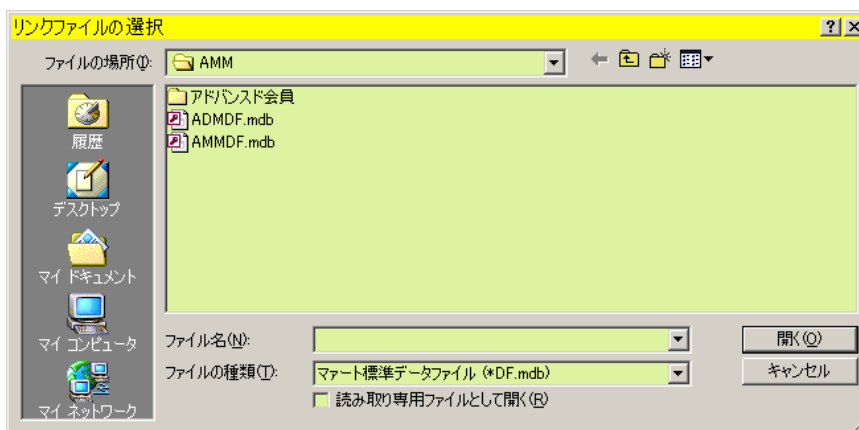 リンクファイルの選択
ファイルの場所(I):
AMM
アドバンスド会員
ADMDF.mdb
AMMDF.mdb
履歴
デスクトップ
マイ ドキュメント
マイ コンピュータ
マイ ネットワーク
ファイル名(N):
開く(O)
ファイルの種類(T):
マァート標準データファイル (*DF.mdb)
キャンセル
読み取り専用ファイルとして開く(R)